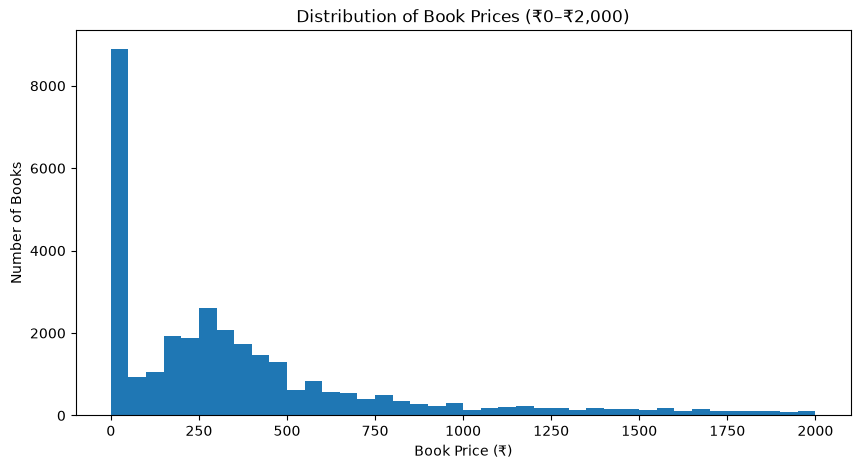 Distribution of Book Prices (₹0–₹2,000)
Number of Books
8000
6000
4000
2000
0
0 250 500 750 1000 1250 1500 1750 2000
Book Price (₹)